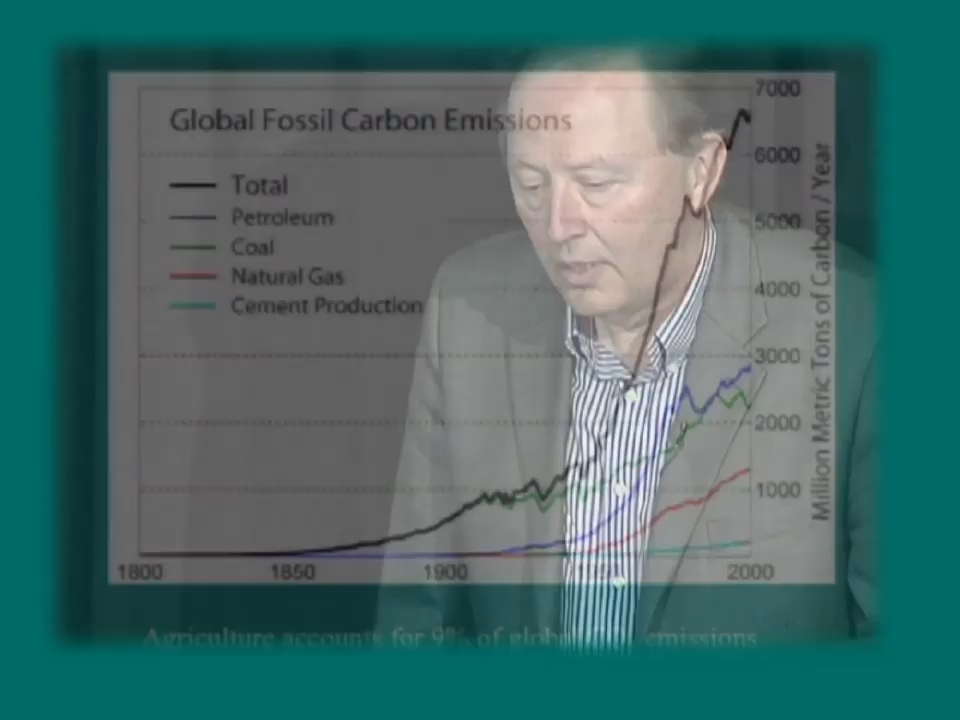 Global Fossil Carbon Emissions
Total
Petroleum
Coal
Natural Gas
Cement Production
7000
6000
5000
4000
3000
2000
1000
Million Metric Tons of Carbon / Year
1800 1850 1900 2000
Agriculture accounts for 9% of emissions